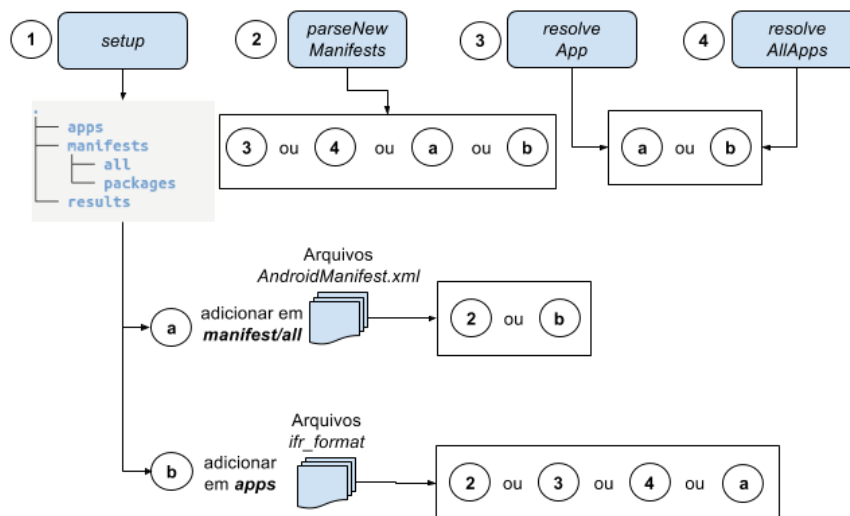 1
setup
2
parseNew
Manifests
3
resolve
App
4
resolve
AllApps
.
apps
manifests
all
packages
results
3 ou 4 ou a ou b
a ou b
a
adicionar em
manifest/all
Arquivos
AndroidManifest.xml
2 ou b
b
adicionar
em apps
Arquivos
ifr_format
2 ou 3 ou 4 ou a